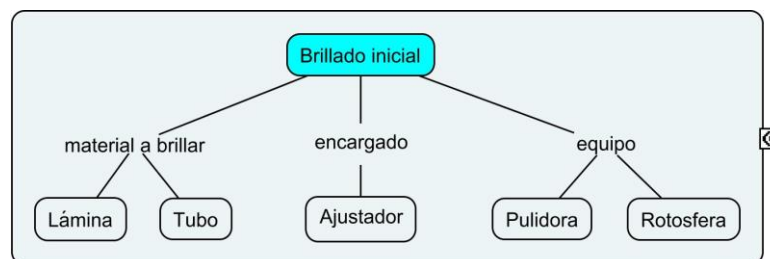 Brillado inicial
material a brillar
encargado
equipo
Lámina
Tubo
Ajustador
Pulidora
Rotosfera